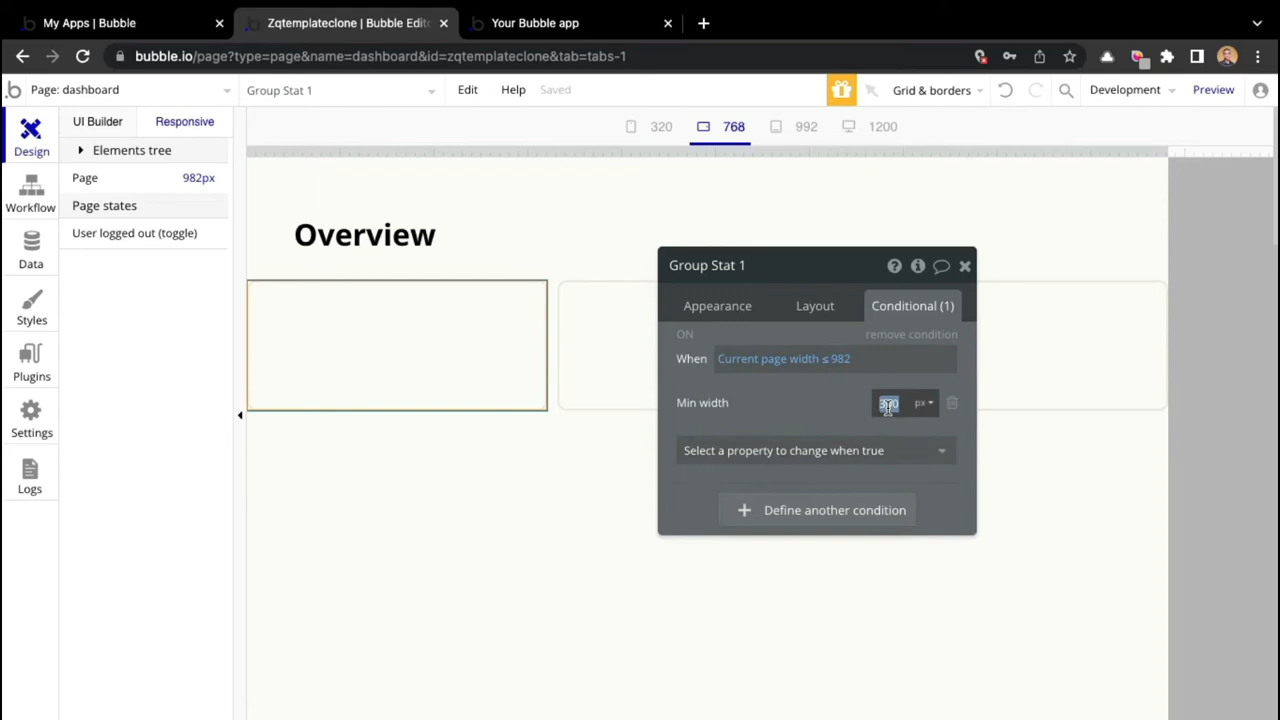 My Apps | Bubble
Zqtemplateclone | Bubble Edito
Your Bubble app
bubble.io/page?type=page&name=dashboard&id=zqtemplateclone&tab=tabs-1
Page: dashboard
Group Stat 1
Edit
Help
Saved
Grid & borders
Development
Preview
Design
UI Builder
Responsive
Elements tree
Page
982px
Page states
User logged out (toggle)
Workflow
Data
Styles
Plugins
Settings
Logs
320
768
992
1200
Overview
Group Stat 1
Appearance
Layout
Conditional (1)
ON
remove condition
When
Current page width ≤ 982
Min width
px
Select a property to change when true
Define another condition